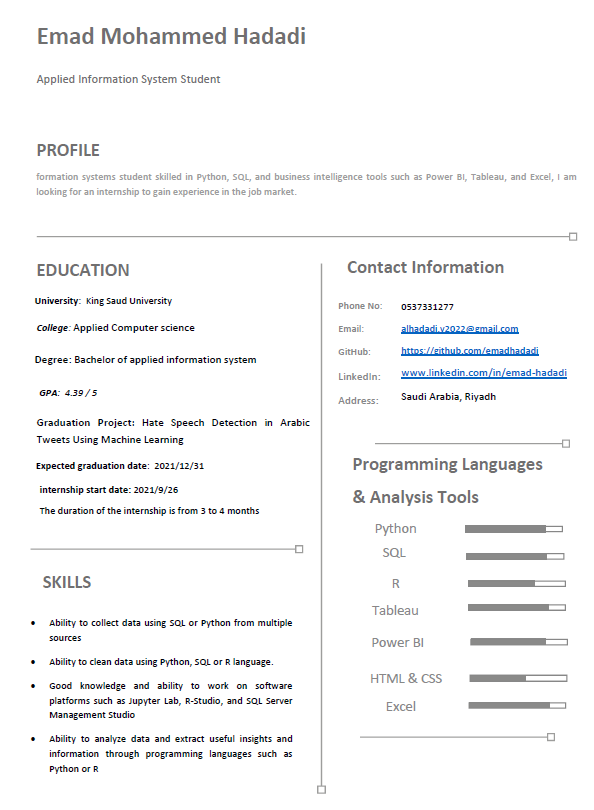 Emad Mohammed Hadadi
Applied Information System Student
PROFILE
formation systems student skilled in Python, SQL, and business intelligence tools such as Power BI, Tableau, and Excel, I am
looking for an internship to gain experience in the job market.
EDUCATION
University: King Saud University
College: Applied Computer science
Degree: Bachelor of applied information system
GPA: 4.39 / 5
Graduation Project: Hate Speech Detection in Arabic
Tweets Using Machine Learning
Expected graduation date: 2021/12/31
internship start date: 2021/9/26
The duration of the internship is from 3 to 4 months
SKILLS
• Ability to collect data using SQL or Python from multiple
sources
• Ability to clean data using Python, SQL or R language.
• Good knowledge and ability to work on software
platforms such as Jupyter Lab, R-Studio, and SQL Server
Management Studio
• Ability to analyze data and extract useful insights and
information through programming languages such as
Python or R
Contact Information
Phone No: 0537331277
Email: alhadadi.v2022@gmail.com
GitHub: https://github.com/emadhadadi
LinkedIn: www.linkedin.com/in/emad-hadadi
Address: Saudi Arabia, Riyadh
Programming Languages
& Analysis Tools
Python
SQL
R
Tableau
Power BI
HTML & CSS
Excel